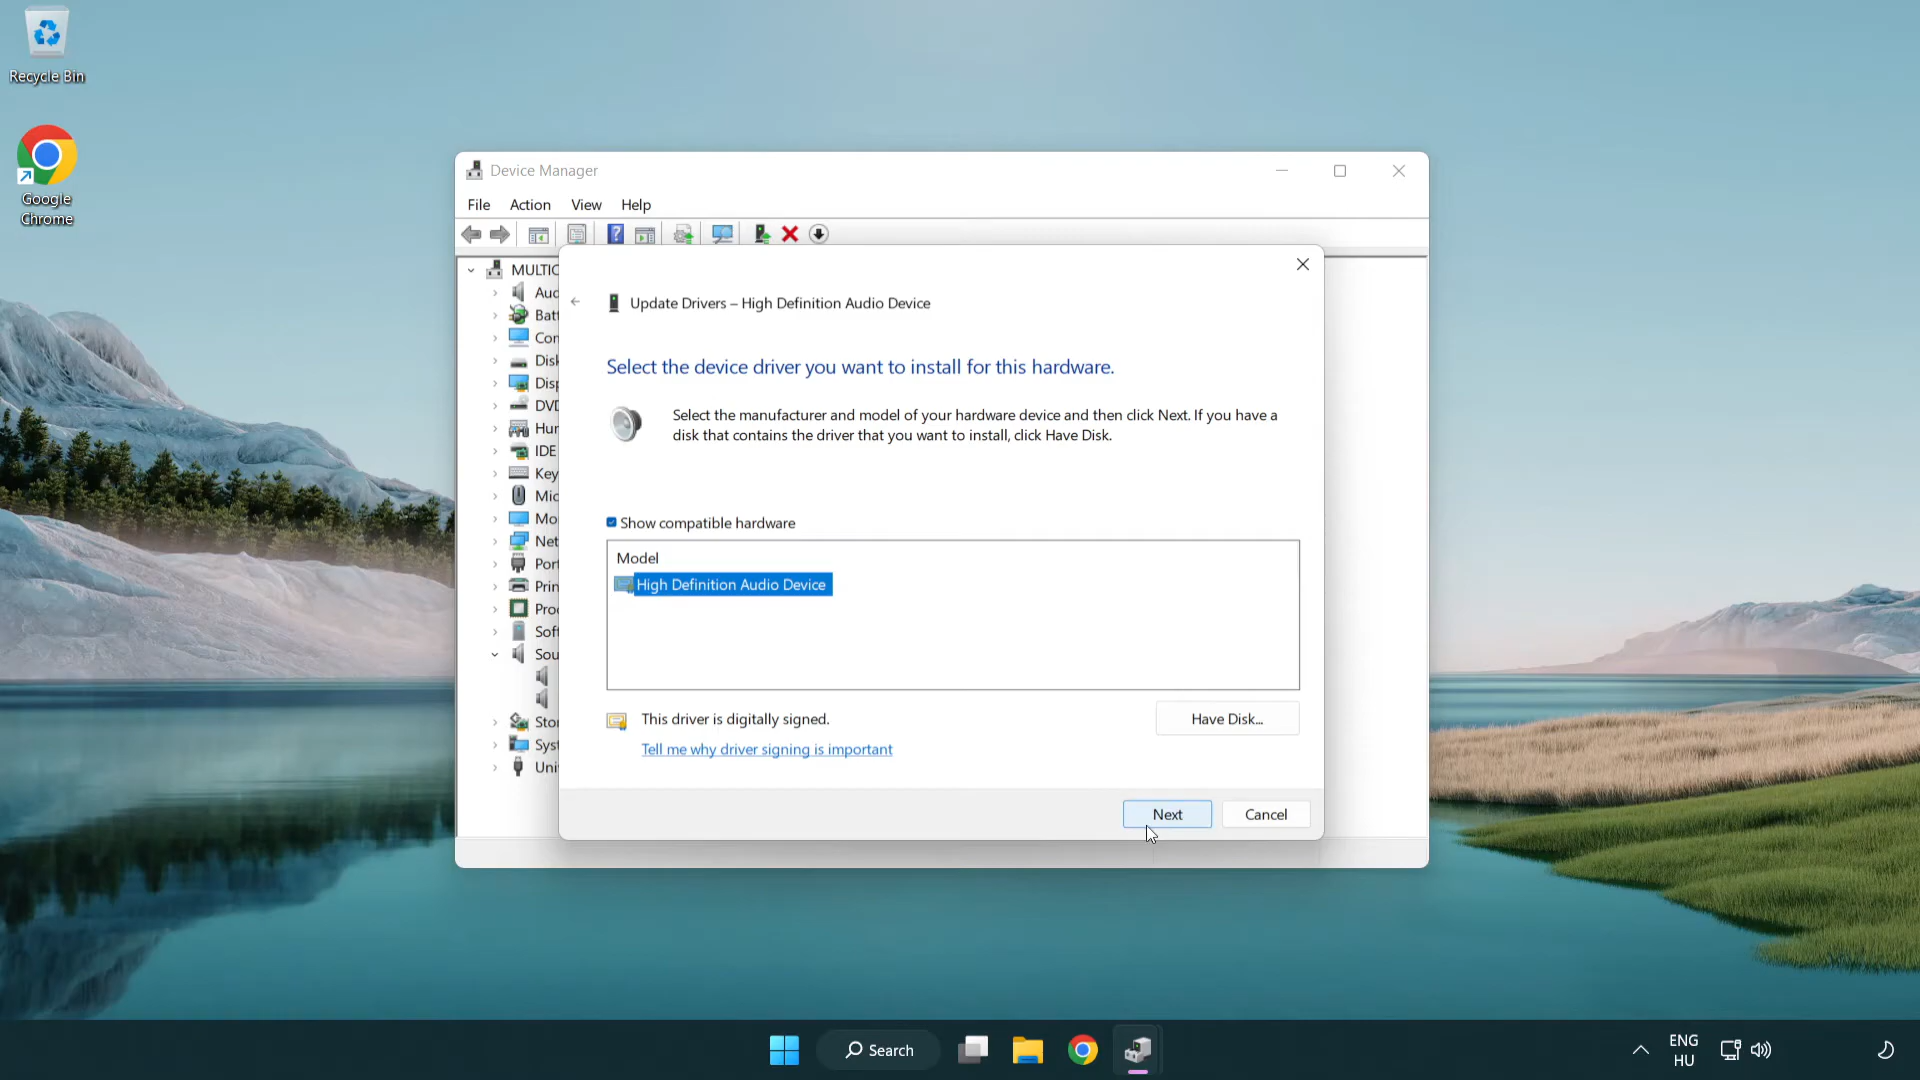 Recycle Bin
Google
Chrome
Device Manager
File Action View Help
MULTIC
Aud
Batt
Con
Disk
Disp
DVD
Hun
IDE
Key
Mic
Mo
Net
Port
Prin
Proc
Soft
Sou
Stor
Syst
Uni
Update Drivers – High Definition Audio Device
Select the device driver you want to install for this hardware.
Select the manufacturer and model of your hardware device and then click Next. If you have a
disk that contains the driver that you want to install, click Have Disk.
Show compatible hardware
Model
High Definition Audio Device
This driver is digitally signed.
Have Disk...
Tell me why driver signing is important
Next
Cancel
Search
ENG
HU